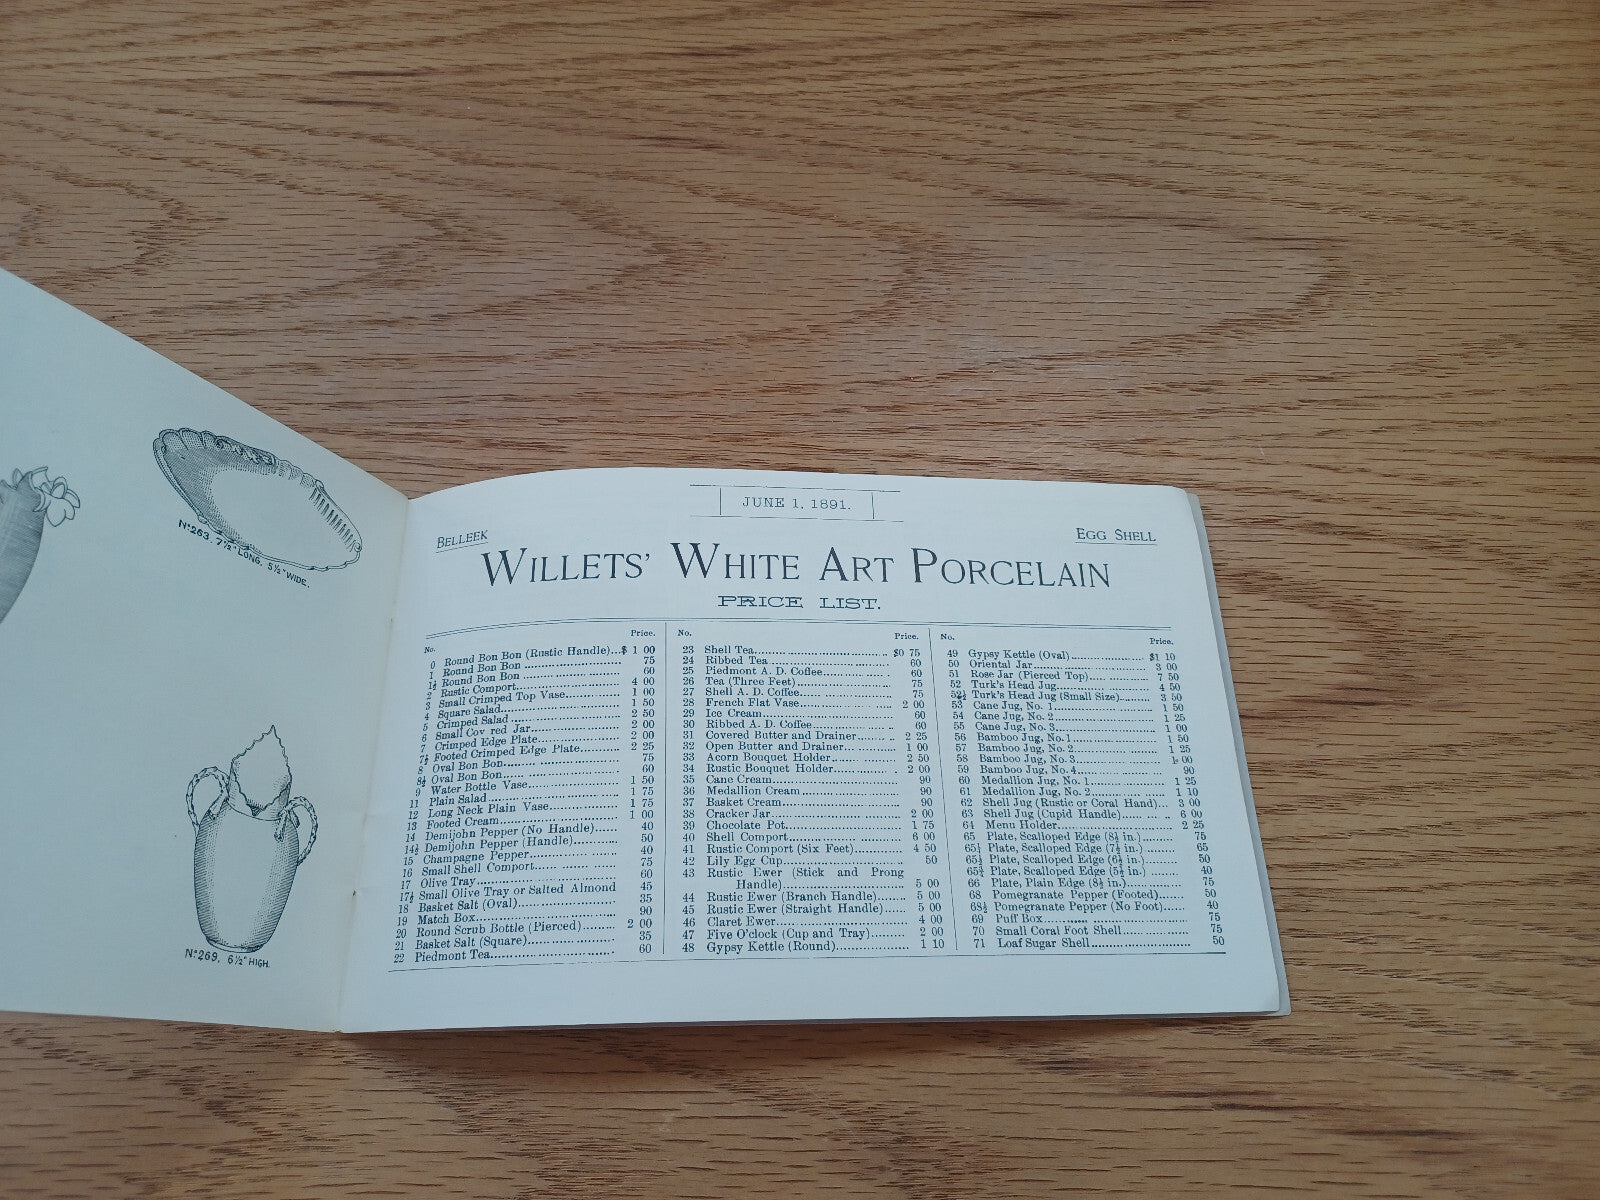 Nº 263. 7½" LONG. 5½" WIDE.
Nº 269. 6½" HIGH.
JUNE 1, 1891.
BELLEEK
EGG SHELL
WILLETS' WHITE ART PORCELAIN
PRICE LIST.
No. Price.
0 Round Bon Bon (Rustic Handle)...$ 1 00
1 Round Bon Bon 75
1½ Round Bon Bon 60
2 Rustic Comport 4 00
3 Small Crimped Top Vase 1 00
4 Square Salad 1 50
5 Crimped Salad 2 50
6 Small Cov red Jar 2 00
7 Crimped Edge Plate 2 00
7½ Footed Crimped Edge Plate 2 25
8 Oval Bon Bon 75
8½ Oval Bon Bon 60
9 Water Bottle Vase 1 50
11 Plain Salad 1 75
12 Long Neck Plain Vase 1 75
13 Footed Cream 1 00
14 Demijohn Pepper (No Handle) 40
14½ Demijohn Pepper (Handle) 50
15 Champagne Pepper 40
16 Small Shell Comport 75
17 Olive Tray 60
17½ Small Olive Tray or Salted Almond 45
18 Basket Salt (Oval) 35
19 Match Box 90
20 Round Scrub Bottle (Pierced) 2 00
21 Basket Salt (Square) 35
22 Piedmont Tea 60
No. Price.
23 Shell Tea $0 75
24 Ribbed Tea 60
25 Piedmont A. D. Coffee 60
26 Tea (Three Feet) 75
27 Shell A. D. Coffee 75
28 French Flat Vase 2 00
29 Ice Cream 60
30 Ribbed A. D. Coffee 60
31 Covered Butter and Drainer 2 25
32 Open Butter and Drainer 1 00
33 Acorn Bouquet Holder 2 50
34 Rustic Bouquet Holder 2 00
35 Cane Cream 90
36 Medallion Cream 90
37 Basket Cream 90
38 Cracker Jar 2 00
39 Chocolate Pot 1 75
40 Shell Comport 6 00
41 Rustic Comport (Six Feet) 4 50
42 Lily Egg Cup 50
43 Rustic Ewer (Stick and Prong
Handle) 5 00
44 Rustic Ewer (Branch Handle) 5 00
45 Rustic Ewer (Straight Handle) 5 00
46 Claret Ewer 4 00
47 Five O'clock (Cup and Tray) 2 00
48 Gypsy Kettle (Round) 1 10
No. Price.
49 Gypsy Kettle (Oval) $1 10
50 Oriental Jar 3 00
51 Rose Jar (Pierced Top) 7 50
52 Turk's Head Jug 4 50
52½ Turk's Head Jug (Small Size) 3 50
53 Cane Jug, No. 1 1 50
54 Cane Jug, No. 2 1 25
55 Cane Jug, No. 3 1 00
56 Bamboo Jug, No. 1 1 50
57 Bamboo Jug, No. 2 1 25
58 Bamboo Jug, No. 3 1 00
59 Bamboo Jug, No. 4 90
60 Medallion Jug, No. 1 1 25
61 Medallion Jug, No. 2 1 10
62 Shell Jug (Rustic or Coral Hand) 3 00
63 Shell Jug (Cupid Handle) 6 00
64 Menu Holder 2 25
65 Plate, Scalloped Edge (8½ in.) 75
65½ Plate, Scalloped Edge (7½ in.) 65
65½ Plate, Scalloped Edge (6½ in.) 50
65¾ Plate, Scalloped Edge (5½ in.) 40
66 Plate, Plain Edge (8½ in.) 75
68 Pomegranate Pepper (Footed) 50
68½ Pomegranate Pepper (No Foot) 40
69 Puff Box 75
70 Small Coral Foot Shell 75
71 Loaf Sugar Shell 50